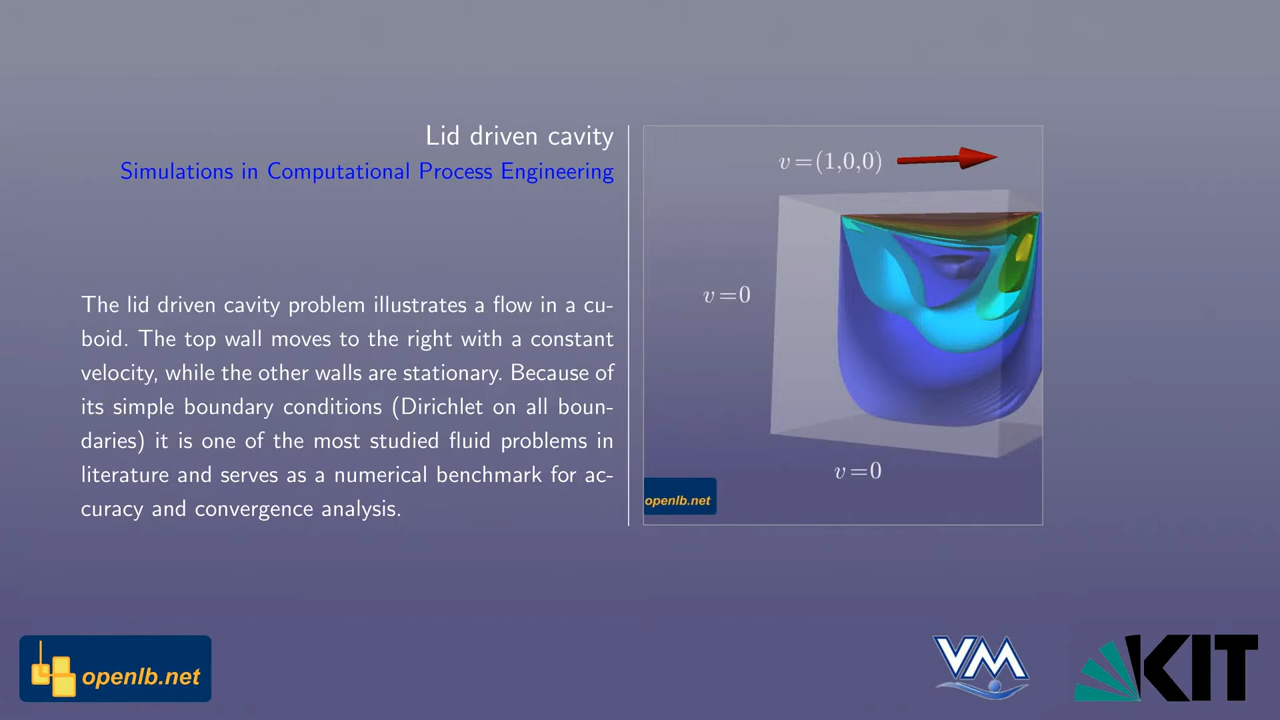 Lid driven cavity
Simulations in Computational Process Engineering
The lid driven cavity problem illustrates a flow in a cu-
boid. The top wall moves to the right with a constant
velocity, while the other walls are stationary. Because of
its simple boundary conditions (Dirichlet on all boun-
daries) it is one of the most studied fluid problems in
literature and serves as a numerical benchmark for ac-
curacy and convergence analysis.
v=(1,0,0)
v=0
v=0
openlb.net
openlb.net
VM
KIT